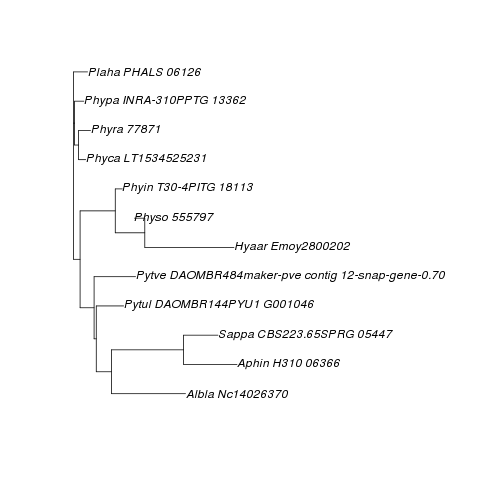 Plaha PHALS 06126
Phypa INRA-310PPTG 13362
Phyra 77871
Phyca LT1534525231
Phyin T30-4PITG 18113
Physo 555797
Hyaar Emoy2800202
Pytve DAOMBR484maker-pve contig 12-snap-gene-0.70
Pytul DAOMBR144PYU1 G001046
Sappa CBS223.65SPRG 05447
Aphin H310 06366
Albla Nc14026370